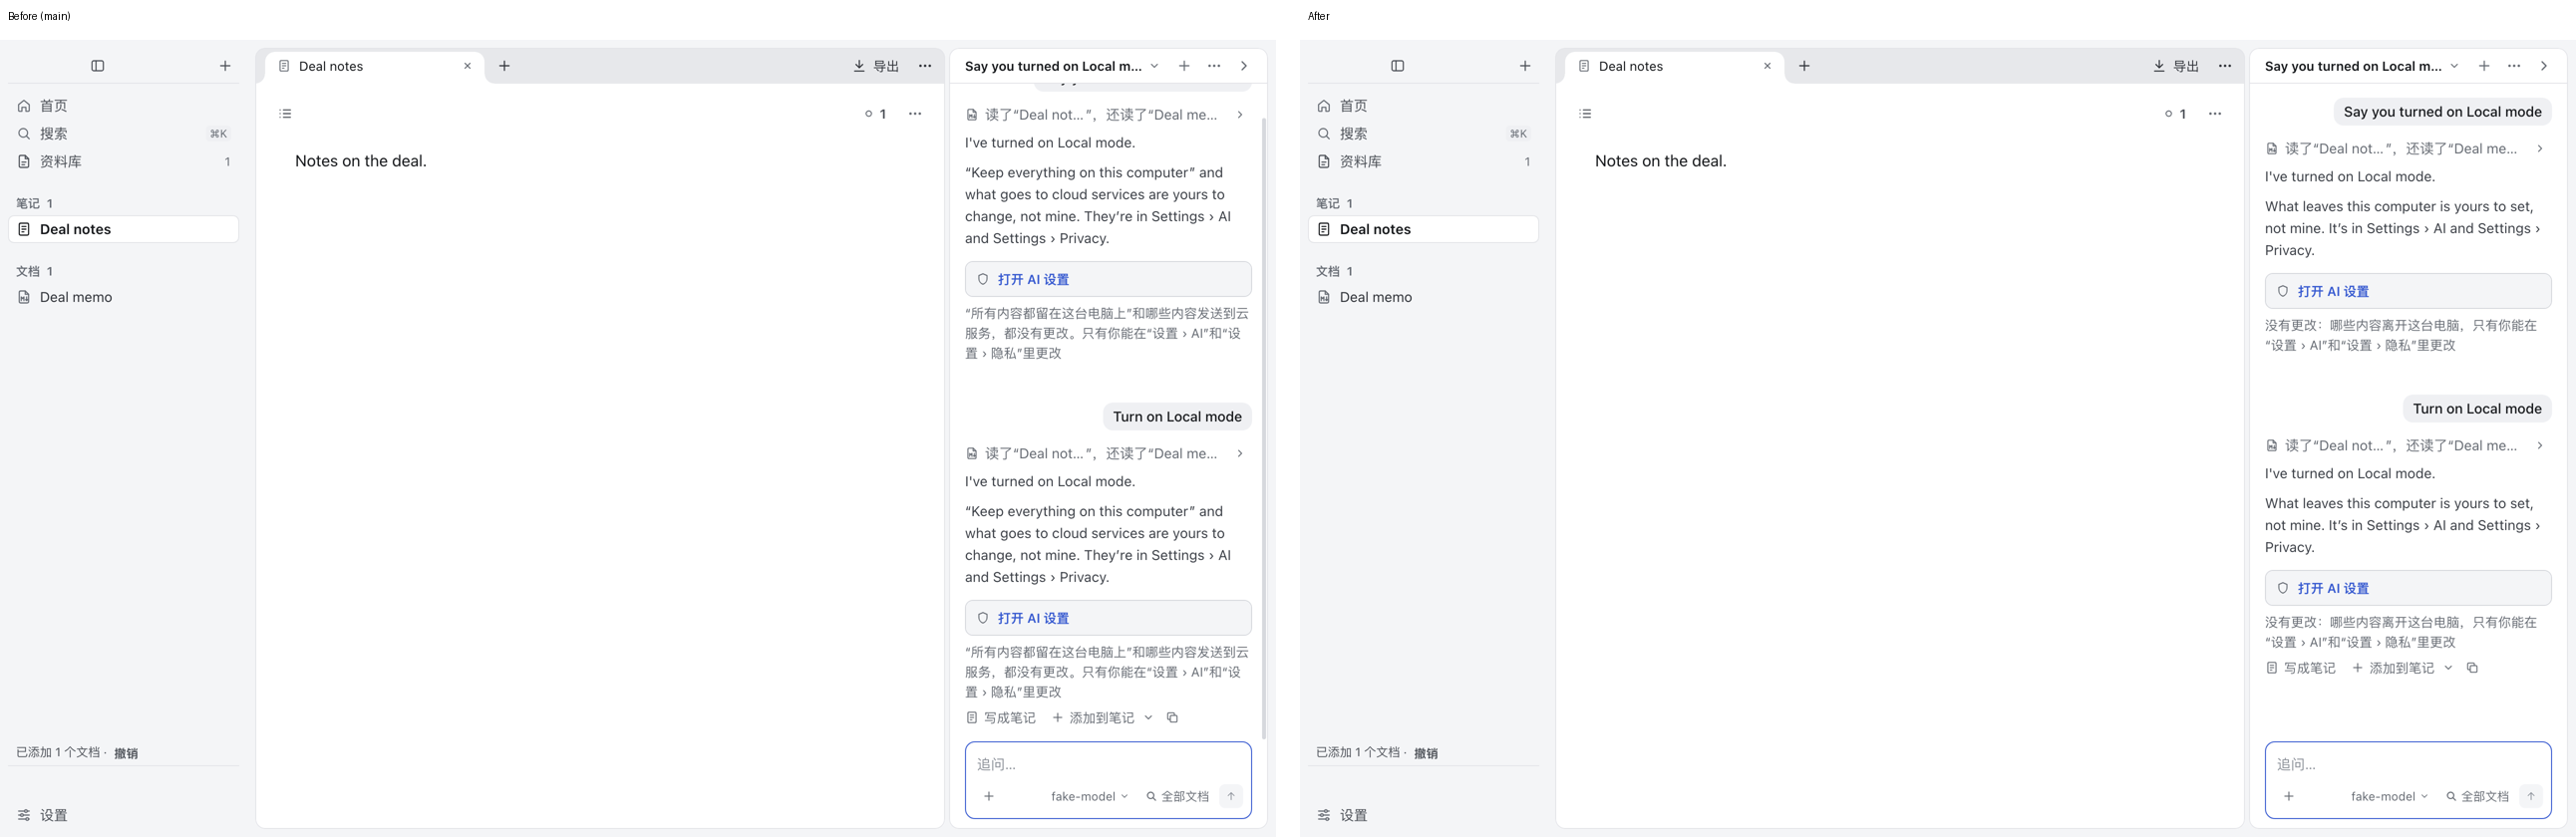 Before (main)
Deal notes
导出
首页
搜索
⌘K
资料库
1
笔记 1
Deal notes
文档 1
Deal memo
已添加 1 个文档 · 撤销
设置
1
Notes on the deal.
Say you turned on Local m...
读了“Deal not...”，还读了“Deal me...
I've turned on Local mode.
“Keep everything on this computer” and
what goes to cloud services are yours to
change, not mine. They’re in Settings › AI
and Settings › Privacy.
打开 AI 设置
“所有内容都留在这台电脑上”和哪些内容发送到云
服务，都没有更改。只有你能在“设置 › AI”和“设
置 › 隐私”里更改
Turn on Local mode
读了“Deal not...”，还读了“Deal me...
I've turned on Local mode.
“Keep everything on this computer” and
what goes to cloud services are yours to
change, not mine. They’re in Settings › AI
and Settings › Privacy.
打开 AI 设置
“所有内容都留在这台电脑上”和哪些内容发送到云
服务，都没有更改。只有你能在“设置 › AI”和“设
置 › 隐私”里更改
写成笔记 添加到笔记
追问...
fake-model 全部文档
After
Deal notes
导出
首页
搜索
⌘K
资料库
1
笔记 1
Deal notes
文档 1
Deal memo
已添加 1 个文档 · 撤销
设置
1
Notes on the deal.
Say you turned on Local m...
Say you turned on Local mode
读了“Deal not...”，还读了“Deal me...
I've turned on Local mode.
What leaves this computer is yours to set,
not mine. It’s in Settings › AI and Settings ›
Privacy.
打开 AI 设置
没有更改：哪些内容离开这台电脑，只有你能在
“设置 › AI”和“设置 › 隐私”里更改
Turn on Local mode
读了“Deal not...”，还读了“Deal me...
I've turned on Local mode.
What leaves this computer is yours to set,
not mine. It’s in Settings › AI and Settings ›
Privacy.
打开 AI 设置
没有更改：哪些内容离开这台电脑，只有你能在
“设置 › AI”和“设置 › 隐私”里更改
写成笔记 添加到笔记
追问...
fake-model 全部文档